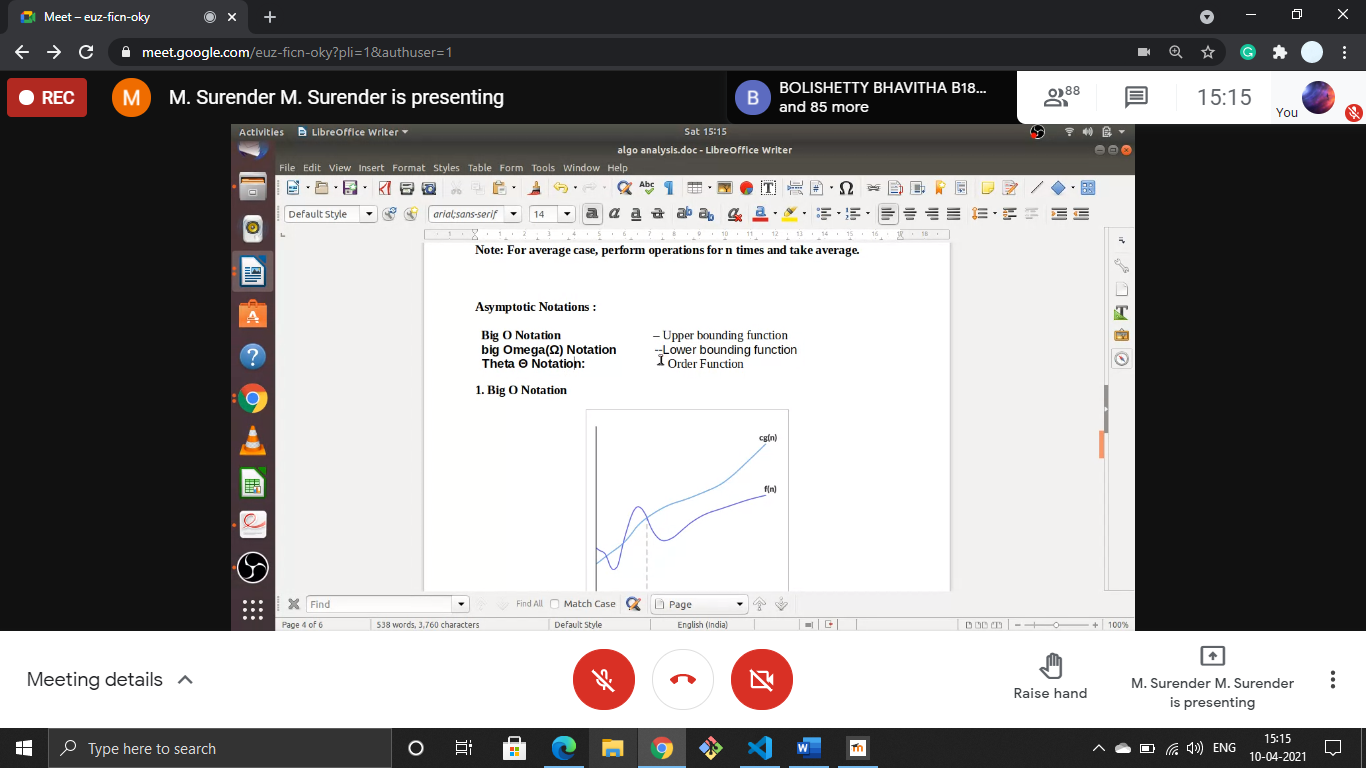 Meet – euz-ficn-oky
meet.google.com/euz-ficn-oky?pli=1&authuser=1
REC
M
M. Surender M. Surender is presenting
B
BOLISHETTY BHAVITHA B18...
and 85 more
88
15:15
You
Activities
LibreOffice Writer
Sat 15:15
algo analysis.doc - LibreOffice Writer
File Edit View Insert Format Styles Table Form Tools Window Help
Default Style
arial;sans-serif
14
Note: For average case, perform operations for n times and take average.
Asymptotic Notations :
Big O Notation – Upper bounding function
big Omega(Ω) Notation --Lower bounding function
Theta Θ Notation: Order Function
1. Big O Notation
cg(n)
f(n)
Find
Find All
Match Case
Page
Page 4 of 6
538 words, 3,760 characters
Default Style
English (India)
100%
Meeting details
Raise hand
M. Surender M. Surender
is presenting
Type here to search
ENG
15:15
10-04-2021